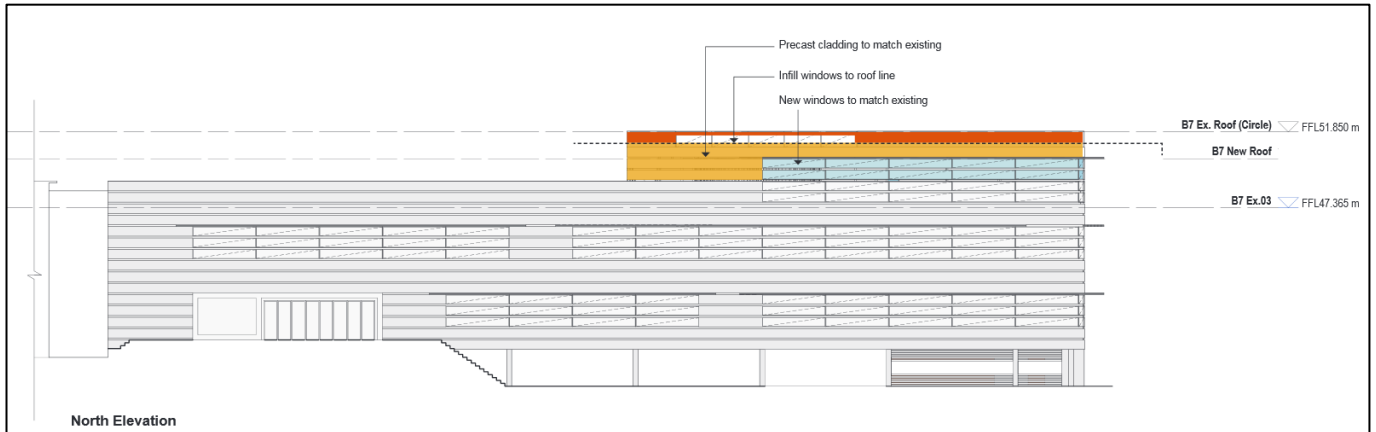 Precast cladding to match existing
Infill windows to roof line
New windows to match existing
B7 Ex. Roof (Circle) FFL51.850 m
B7 New Roof
B7 Ex.03 FFL47.365 m
North Elevation